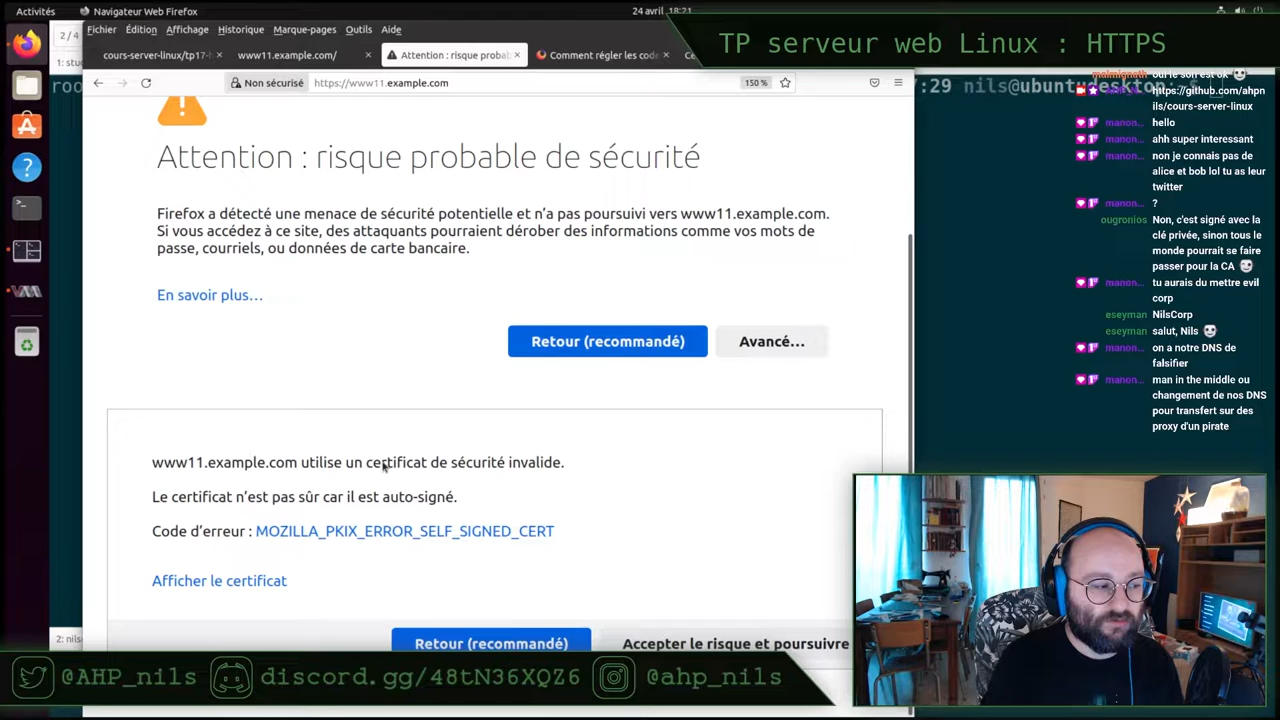 Activités
Navigateur Web Firefox
24 avril 18:21
Fichier Édition Affichage Historique Marque-pages Outils Aide
2 / 4
cours-server-linux/tp17-
www11.example.com/
Attention : risque probab
Comment régler les code
Non sécurisé
https://www11.example.com
150 %
7:29 nils@ubuntudesktop:
TP serveur web Linux : HTTPS
Attention : risque probable de sécurité
Firefox a détecté une menace de sécurité potentielle et n’a pas poursuivi vers www11.example.com.
Si vous accédez à ce site, des attaquants pourraient dérober des informations comme vos mots de
passe, courriels, ou données de carte bancaire.
En savoir plus…
Retour (recommandé)
Avancé…
www11.example.com utilise un certificat de sécurité invalide.
Le certificat n’est pas sûr car il est auto-signé.
Code d’erreur : MOZILLA_PKIX_ERROR_SELF_SIGNED_CERT
Afficher le certificat
Retour (recommandé)
Accepter le risque et poursuivre
oui le son est ok
https://github.com/ahpn
ils/cours-server-linux
manon... hello
manon... ahh super interessant
manon... non je connais pas de
alice et bob lol tu as leur
twitter
manon... ?
ougronios Non, c'est signé avec la
clé privée, sinon tous le
monde pourrait se faire
passer pour la CA
manon... tu aurais du mettre evil
corp
eseyman NilsCorp
eseyman salut, Nils
manon... on a notre DNS de
falsifier
manon... man in the middle ou
changement de nos DNS
pour transfert sur des
proxy d'un pirate
@AHP_nils
discord.gg/48tN36XQZ6
@ahp_nils